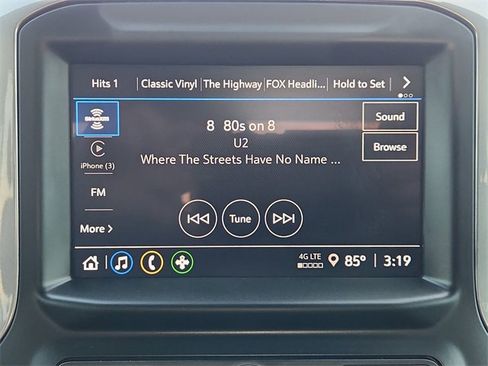 Hits 1 Classic Vinyl The Highway FOX Headli... Hold to Set
SiriusXM
8 80s on 8
Sound
U2
Browse
iPhone (3)
Where The Streets Have No Name ...
FM
Tune
More >
4G LTE
85° 3:19